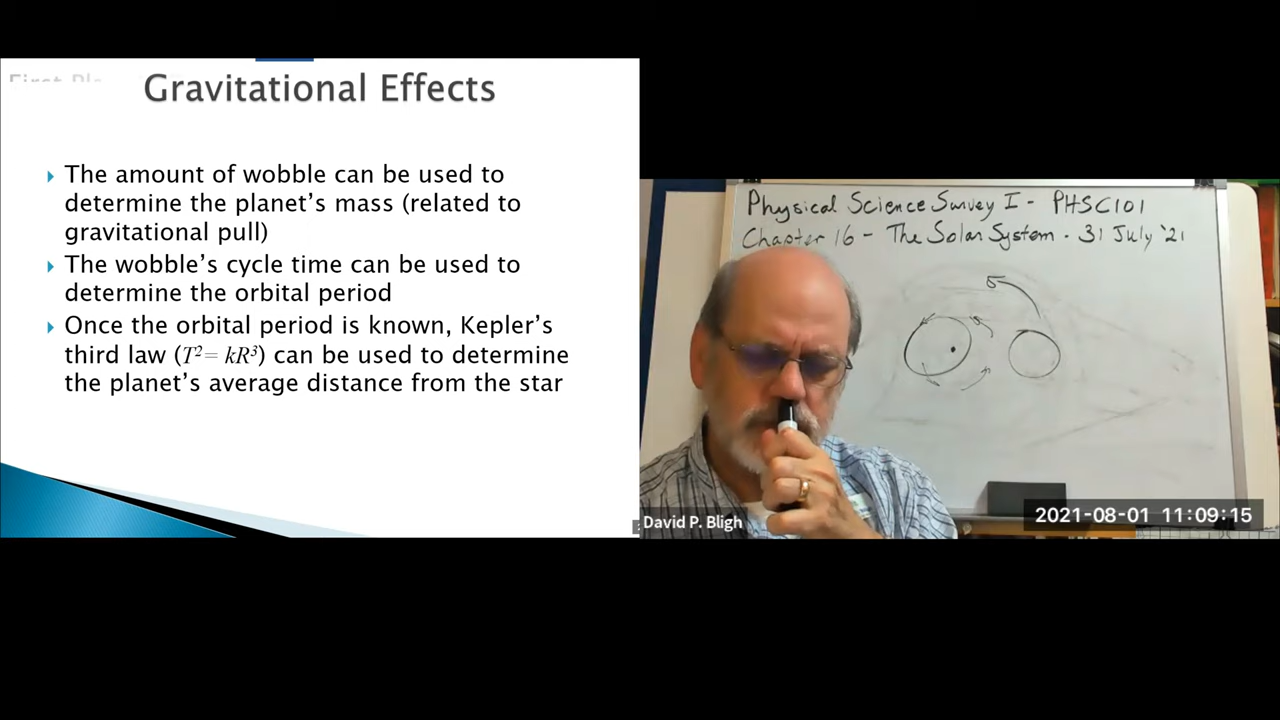 Gravitational Effects
The amount of wobble can be used to
determine the planet's mass (related to
gravitational pull)
The wobble's cycle time can be used to
determine the orbital period
Once the orbital period is known, Kepler's
third law (T²= kR³) can be used to determine
the planet's average distance from the star
Physical Science Survey I - PHSC101
Chapter 16 - The Solar System - 31 July '21
David P. Bligh
2021-08-01 11:09:15